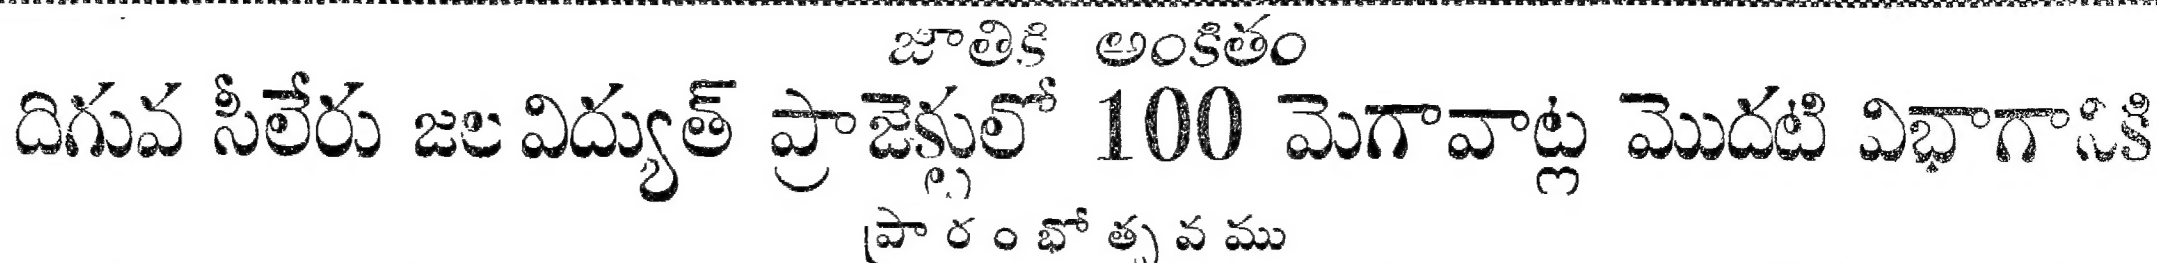 జాతికి అంకితం
దిగువ సీలేరు జల విద్యుత్ ప్రాజెక్టులో 100 మెగావాట్ల మొదటి విభాగానికి
ప్రారంభోత్సవము